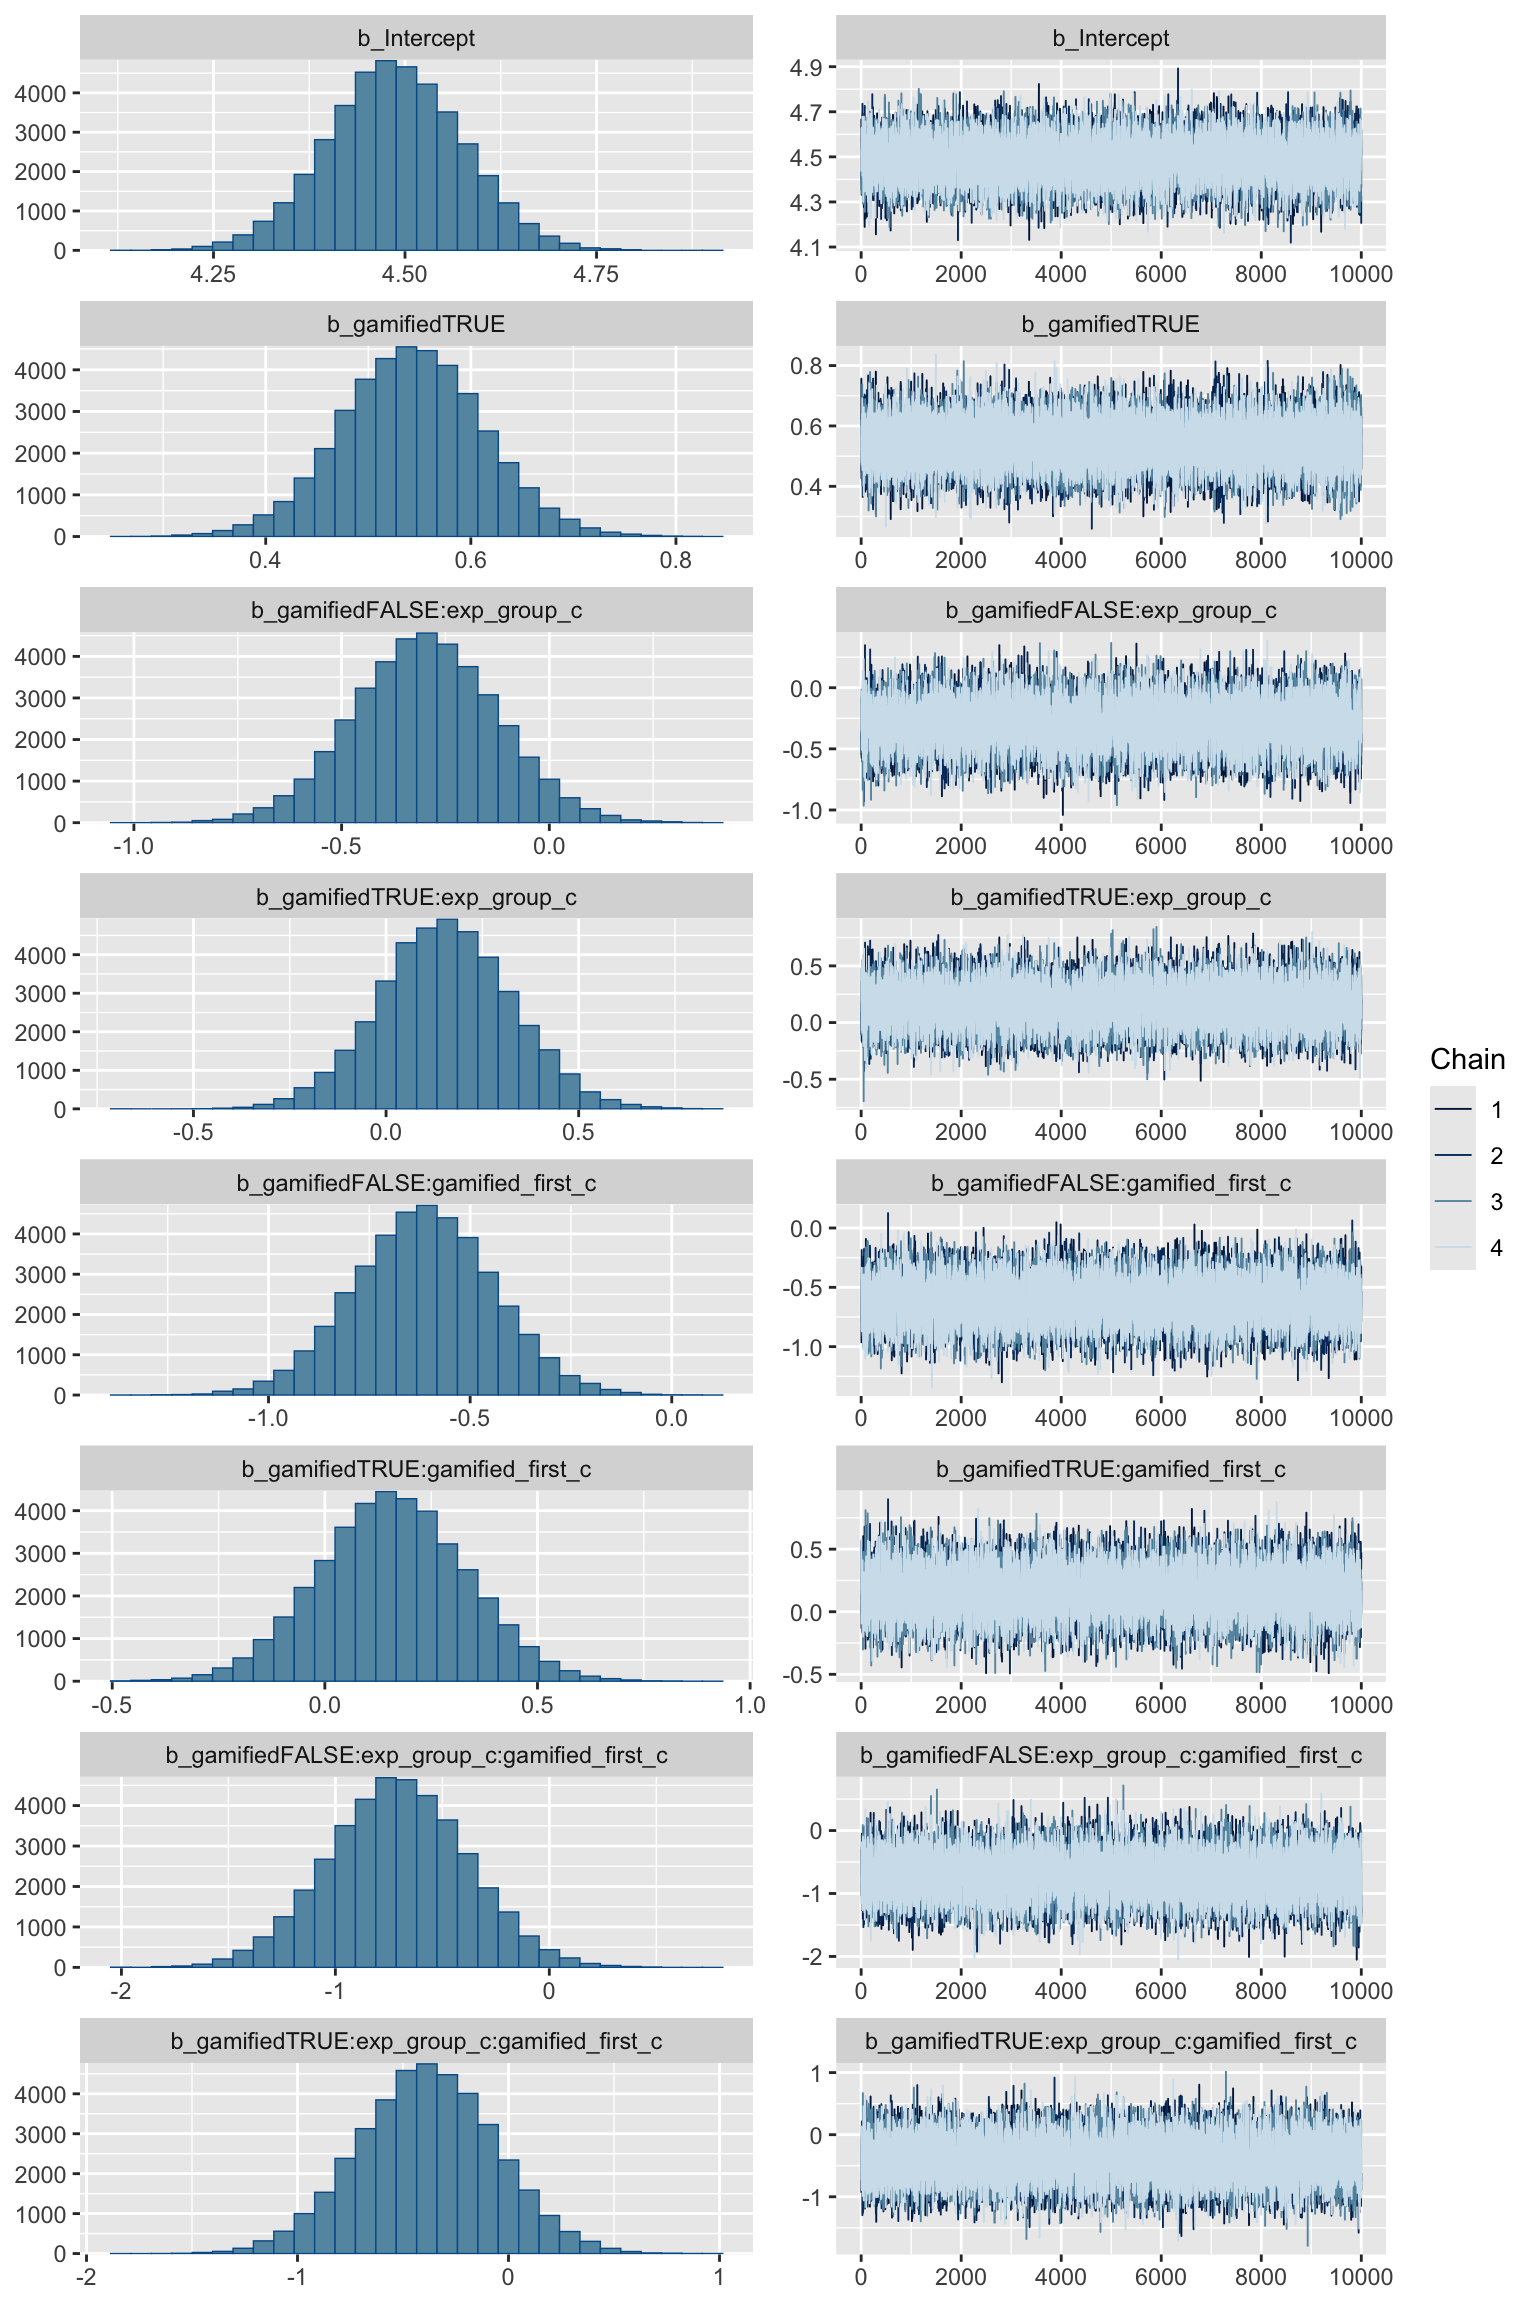 b_Intercept b_Intercept
4000 3000 2000 1000 0
4.25 4.50 4.75
4.9 4.7 4.5 4.3 4.1
0 2000 4000 6000 8000 10000
b_gamifiedTRUE b_gamifiedTRUE
4000 3000 2000 1000 0
0.4 0.6 0.8
0.8 0.6 0.4
0 2000 4000 6000 8000 10000
b_gamifiedFALSE:exp_group_c b_gamifiedFALSE:exp_group_c
4000 3000 2000 1000 0
-1.0 -0.5 0.0
0.0 -0.5 -1.0
0 2000 4000 6000 8000 10000
b_gamifiedTRUE:exp_group_c b_gamifiedTRUE:exp_group_c
4000 3000 2000 1000 0
-0.5 0.0 0.5
0.5 0.0 -0.5
0 2000 4000 6000 8000 10000
b_gamifiedFALSE:gamified_first_c b_gamifiedFALSE:gamified_first_c
4000 3000 2000 1000 0
-1.0 -0.5 0.0
0.0 -0.5 -1.0
0 2000 4000 6000 8000 10000
b_gamifiedTRUE:gamified_first_c b_gamifiedTRUE:gamified_first_c
4000 3000 2000 1000 0
-0.5 0.0 0.5 1.0
0.5 0.0 -0.5
0 2000 4000 6000 8000 10000
b_gamifiedFALSE:exp_group_c:gamified_first_c b_gamifiedFALSE:exp_group_c:gamified_first_c
4000 3000 2000 1000 0
-2 -1 0
0 -1 -2
0 2000 4000 6000 8000 10000
b_gamifiedTRUE:exp_group_c:gamified_first_c b_gamifiedTRUE:exp_group_c:gamified_first_c
4000 3000 2000 1000 0
-2 -1 0 1
1 0 -1
0 2000 4000 6000 8000 10000
Chain
1
2
3
4